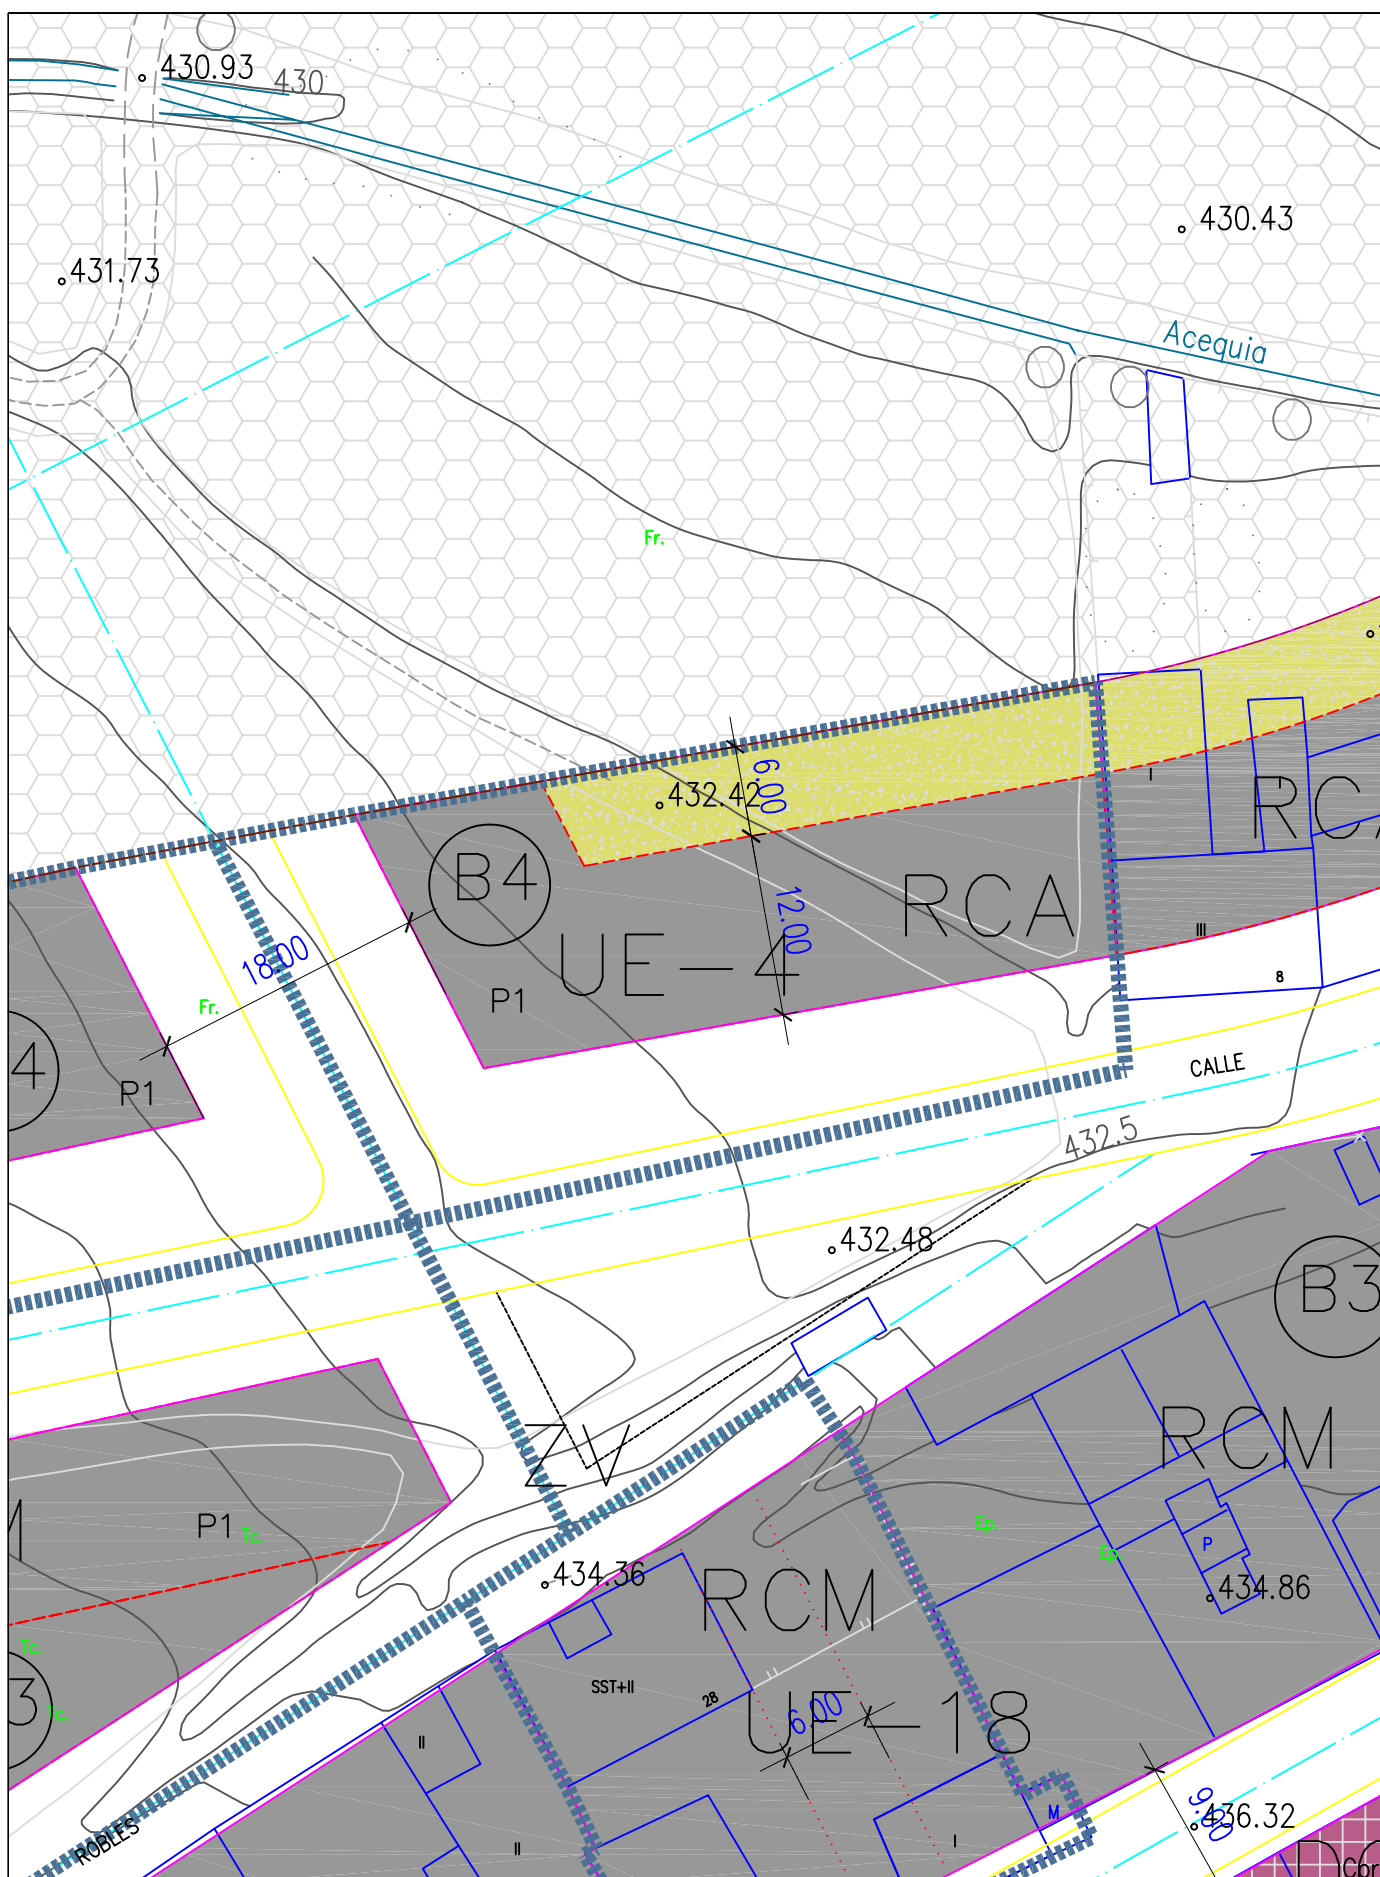 430.93
430
430.43
431.73
Acequia
Fr.
432.42
6.00
B4
RCA
12.00
UE-4
18.00
P1
Fr.
I
I
III
8
4
P1
CALLE
432.5
432.48
B3
ZV
RCM
P1
Tc.
Ep.
Ep.
P
434.36
434.86
RCM
Tc.
3
Tc.
SST+II
28
6.00
UE-18
II
M
9.00
436.32
ROBLES
II
I